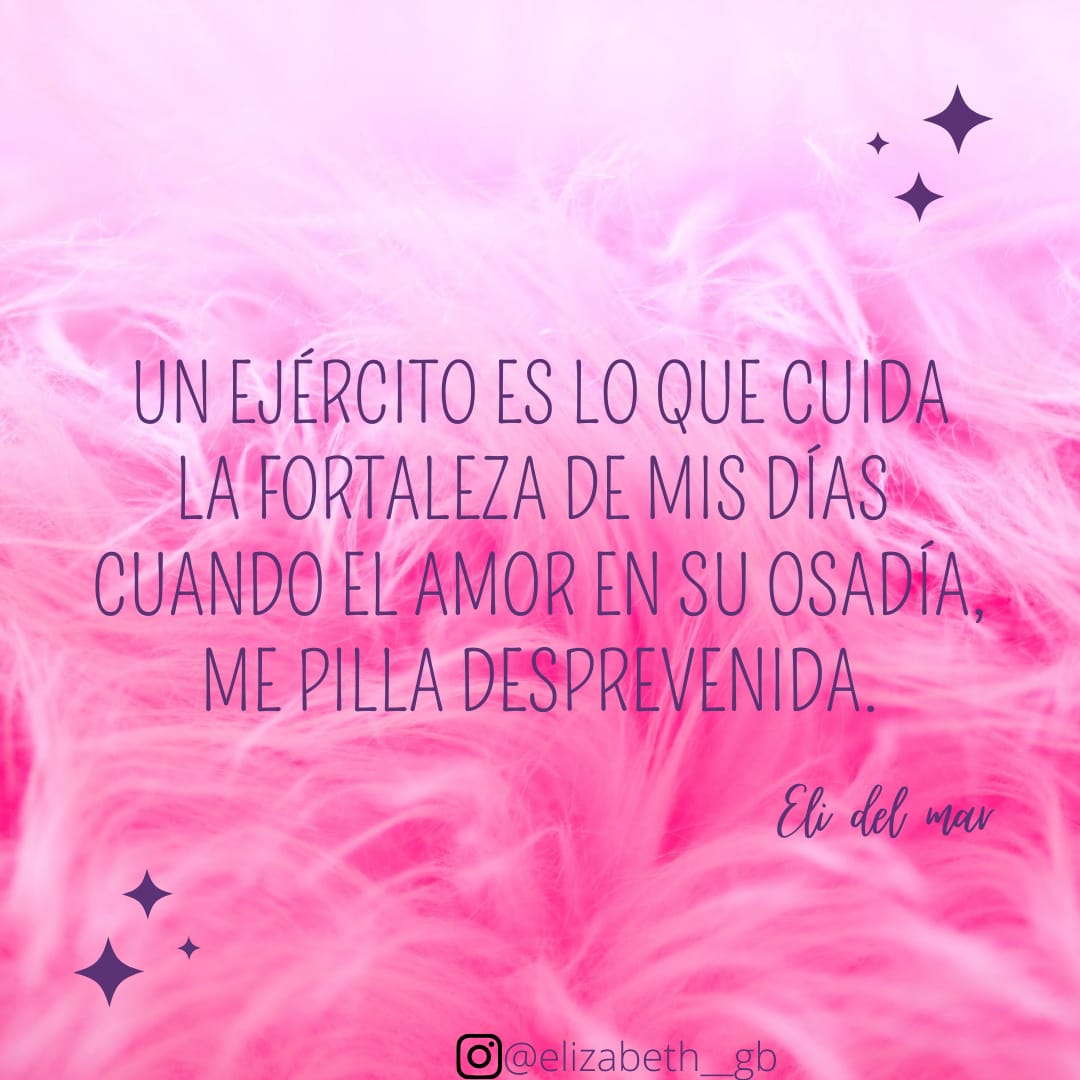 UN EJÉRCITO ES LO QUE CUIDA
LA FORTALEZA DE MIS DÍAS
CUANDO EL AMOR EN SU OSADÍA,
ME PILLA DESPREVENIDA.
Eli del mar
@elizabeth__gb